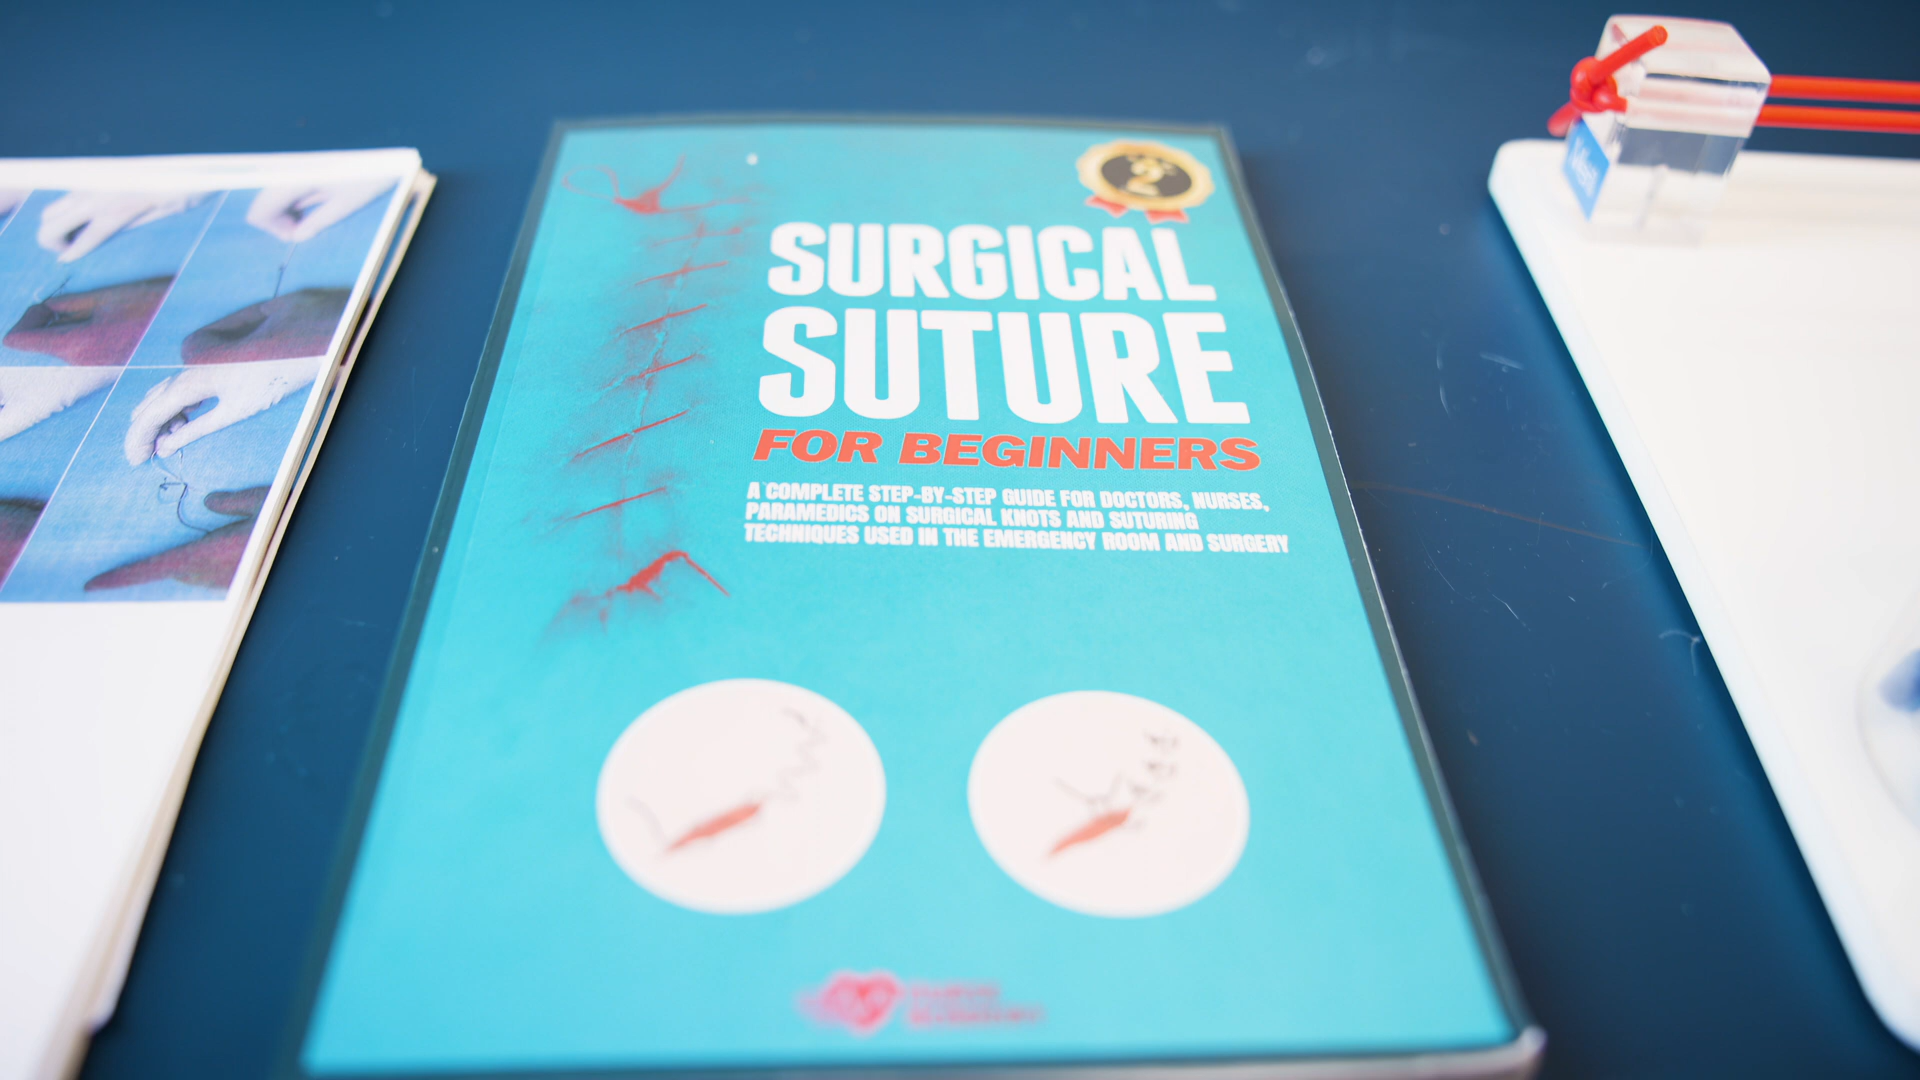 2
SURGICAL
SUTURE
FOR BEGINNERS
A COMPLETE STEP-BY-STEP GUIDE FOR DOCTORS, NURSES,
PARAMEDICS ON SURGICAL KNOTS AND SUTURING
TECHNIQUES USED IN THE EMERGENCY ROOM AND SURGERY